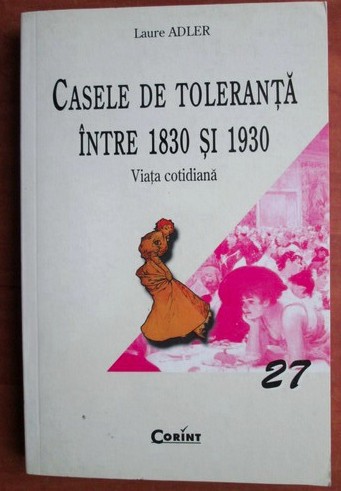 Laure ADLER
CASELE DE TOLERANȚĂ
ÎNTRE 1830 ȘI 1930
Viața cotidiană
27
CORINT